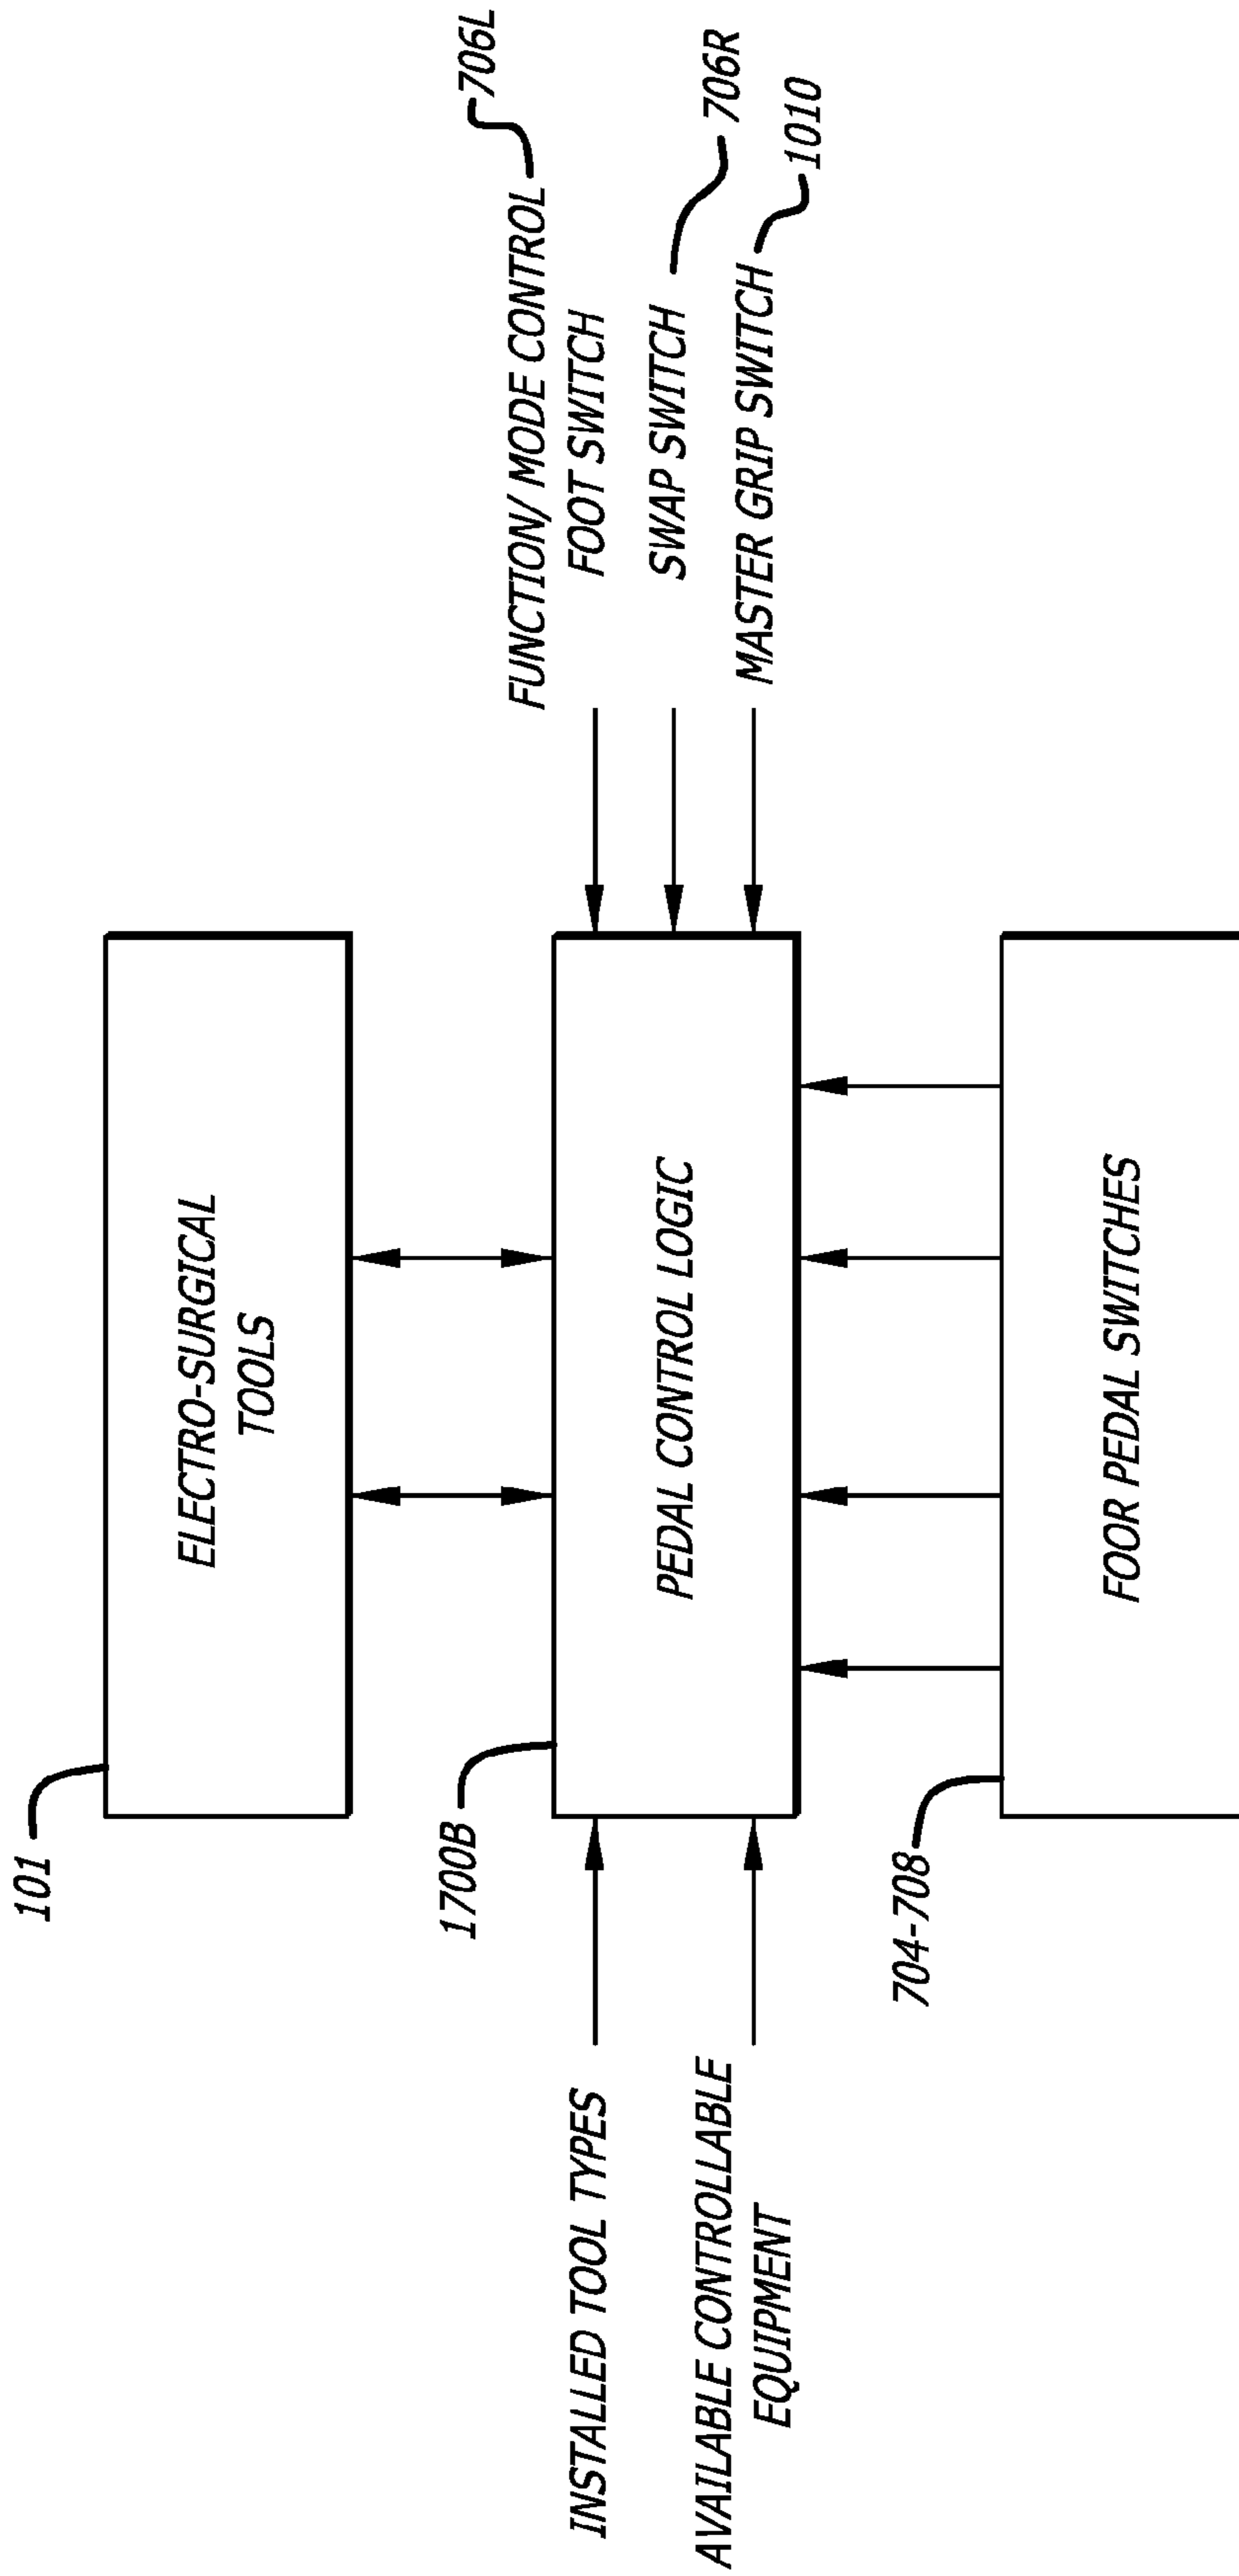 101
ELECTRO-SURGICAL
TOOLS
1700B
INSTALLED TOOL TYPES
AVAILABLE CONTROLLABLE
EQUIPMENT
PEDAL CONTROL LOGIC
FUNCTION/ MODE CONTROL
FOOT SWITCH
706L
SWAP SWITCH
706R
MASTER GRIP SWITCH
1010
704-708
FOOR PEDAL SWITCHES